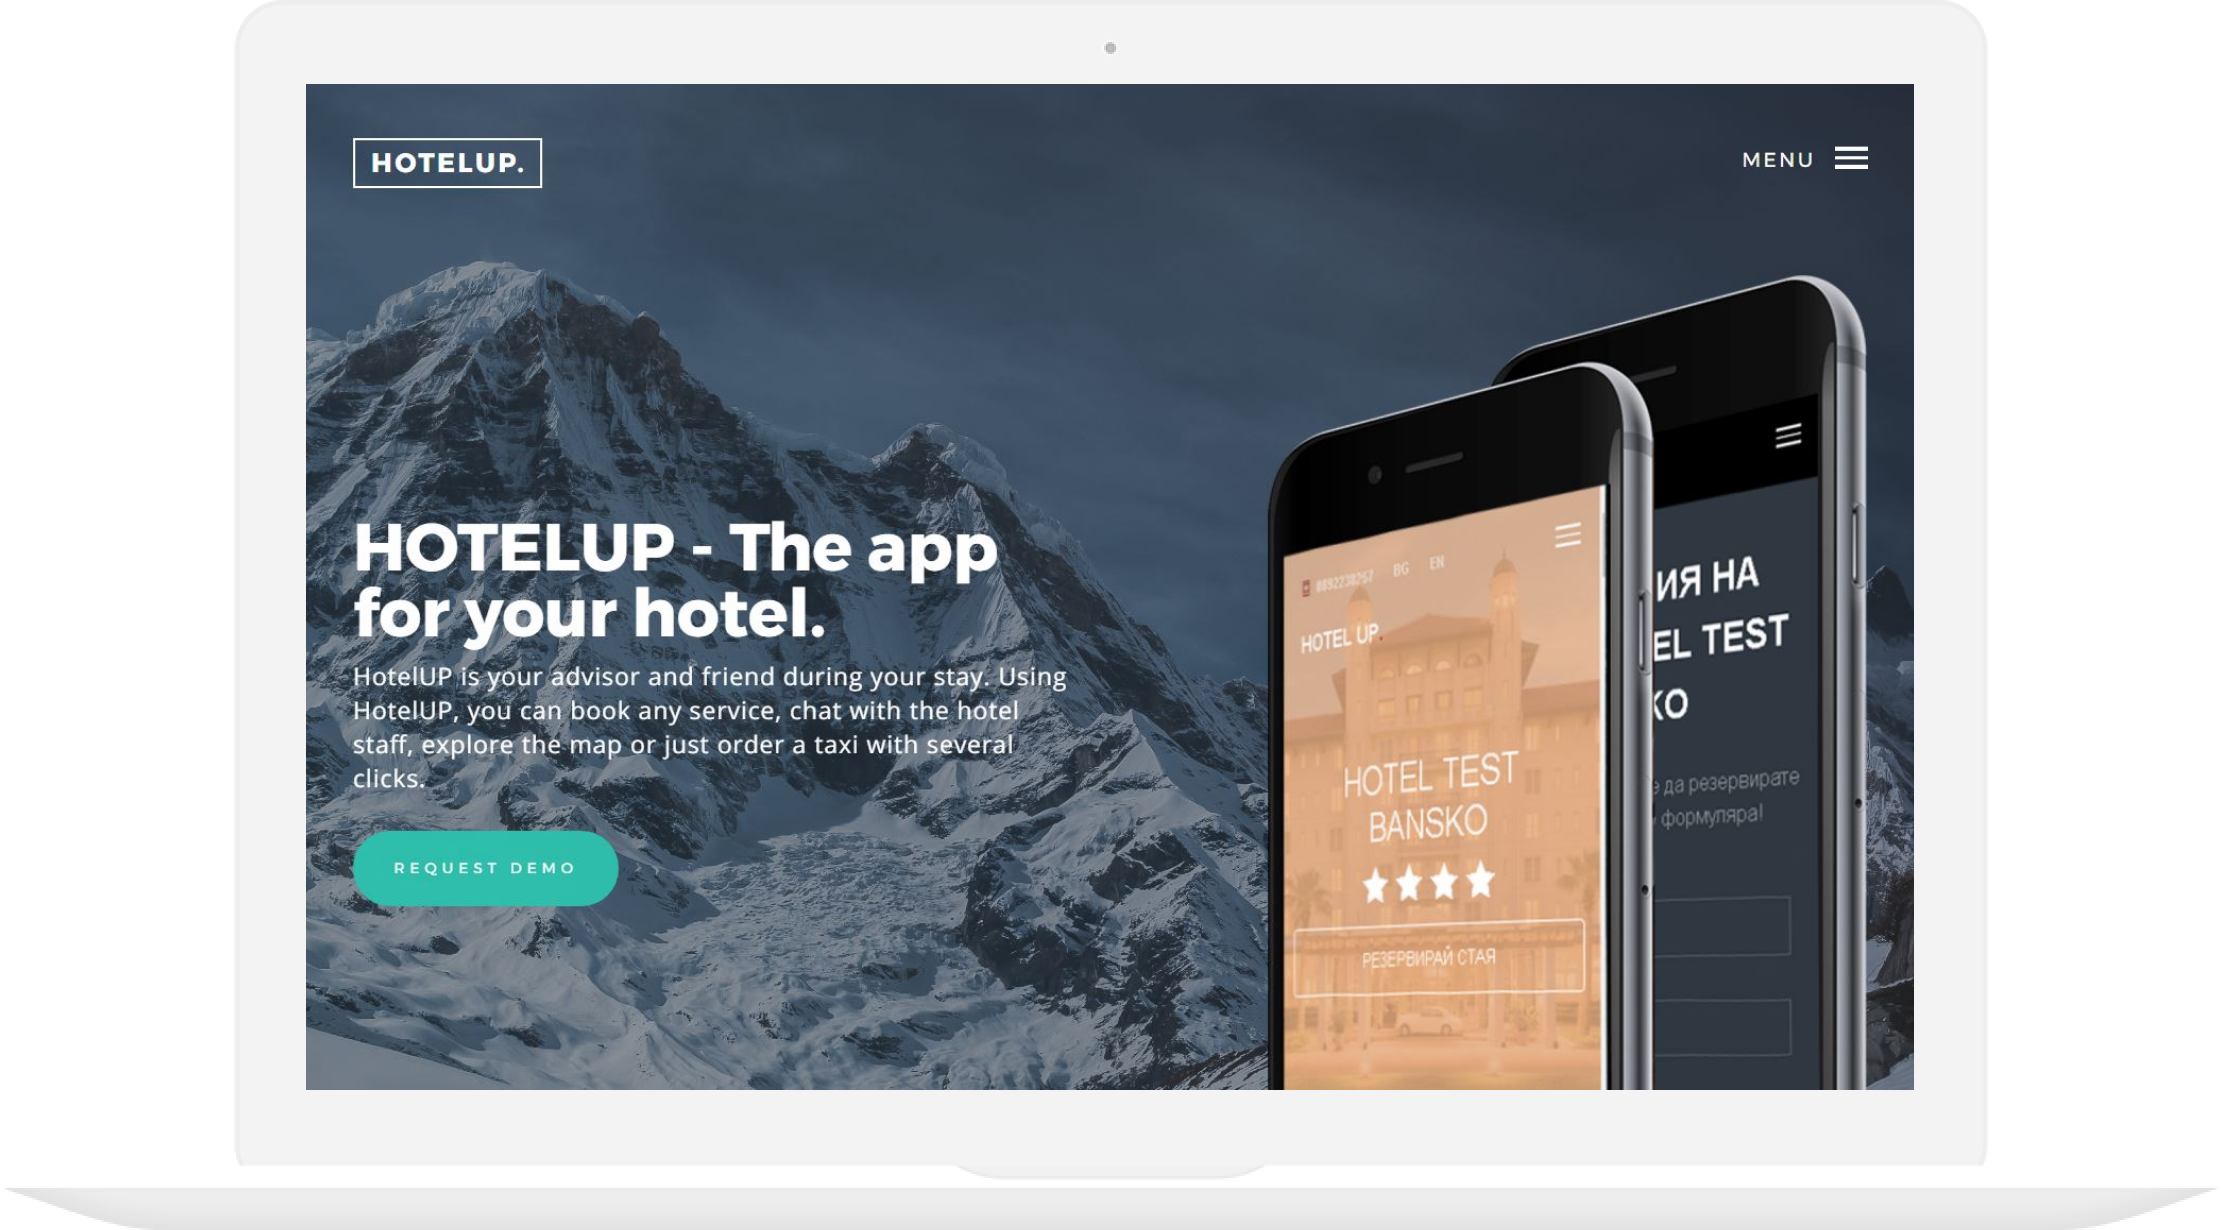 HOTELUP.
MENU
HOTELUP - The app
for your hotel.
HotelUP is your advisor and friend during your stay. Using
HotelUP, you can book any service, chat with the hotel
staff, explore the map or just order a taxi with several
clicks.
REQUEST DEMO
0892238267 BG EN
HOTEL UP.
HOTEL TEST
BANSKO
РЕЗЕРВИРАЙ СТАЯ
ИЯ НА
EL TEST
КО
е да резервирате
формуляра!